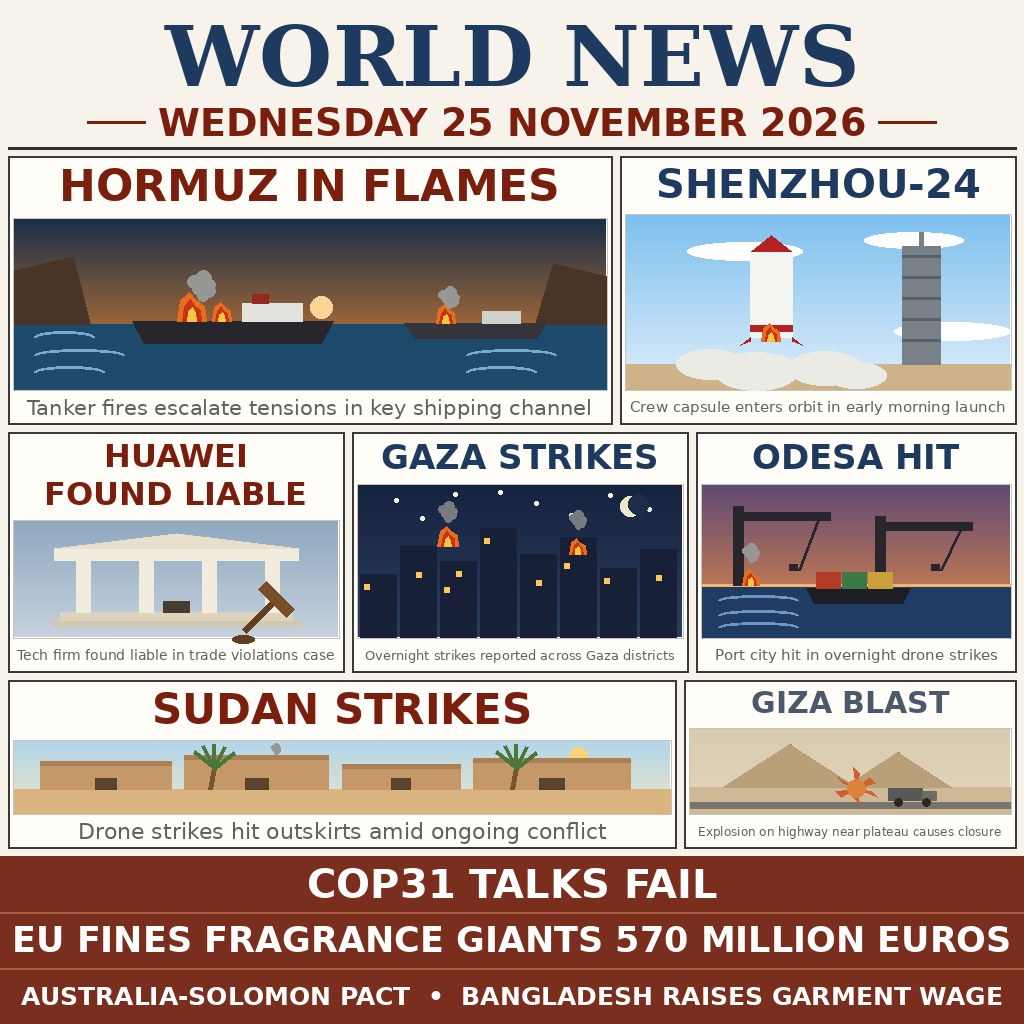 WORLD NEWS
WEDNESDAY 25 NOVEMBER 2026
HORMUZ IN FLAMES
Tanker fires escalate tensions in key shipping channel
SHENZHOU-24
Crew capsule enters orbit in early morning launch
HUAWEI
FOUND LIABLE
Tech firm found liable in trade violations case
GAZA STRIKES
Overnight strikes reported across Gaza districts
ODESA HIT
Port city hit in overnight drone strikes
SUDAN STRIKES
Drone strikes hit outskirts amid ongoing conflict
GIZA BLAST
Explosion on highway near plateau causes closure
COP31 TALKS FAIL
EU FINES FRAGRANCE GIANTS 570 MILLION EUROS
AUSTRALIA-SOLOMON PACT • BANGLADESH RAISES GARMENT WAGE